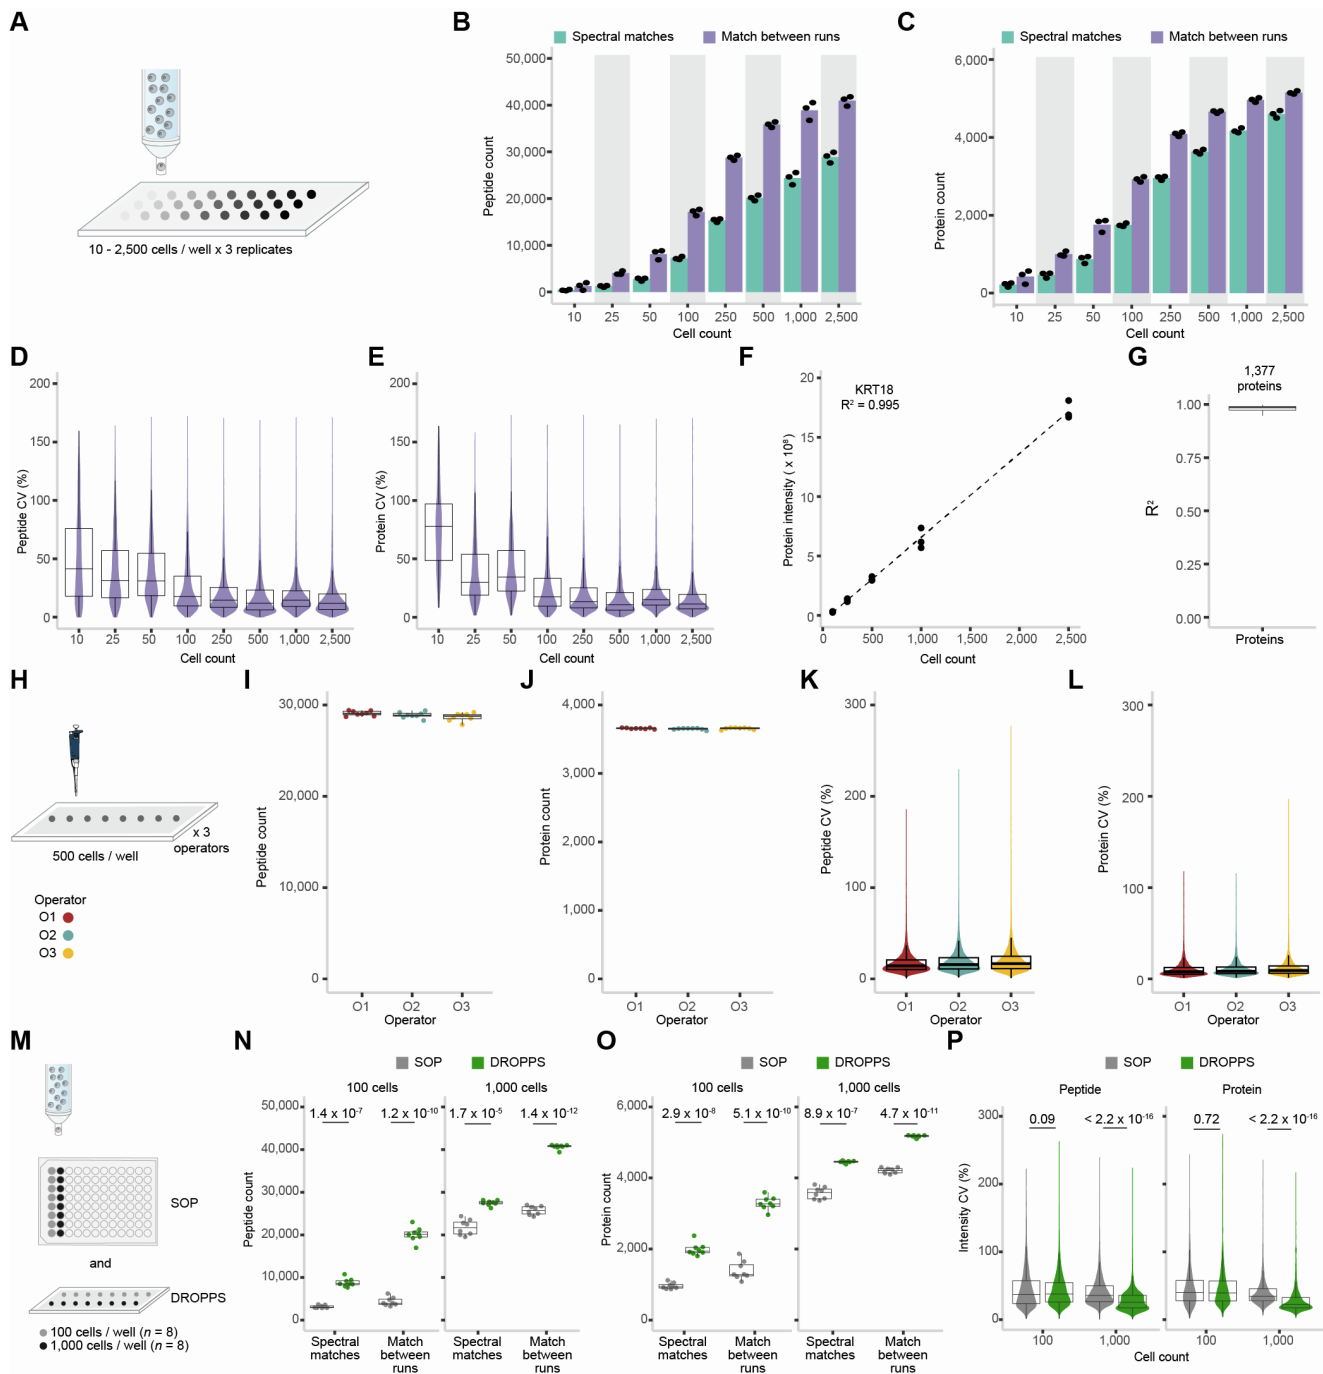 A
10 - 2,500 cells / well x 3 replicates
B
Spectral matches
Match between runs
Peptide count
50,000
40,000
30,000
20,000
10,000
0
10
25
50
100
250
500
1,000
2,500
Cell count
C
Spectral matches
Match between runs
Protein count
6,000
4,000
2,000
0
10
25
50
100
250
500
1,000
2,500
Cell count
D
Peptide CV (%)
200
150
100
50
0
10
25
50
100
250
500
1,000
2,500
Cell count
E
Protein CV (%)
200
150
100
50
0
10
25
50
100
250
500
1,000
2,500
Cell count
F
KRT18
R² = 0.995
Protein intensity ( x 10⁸)
20
15
10
5
0
0
500
1,000
1,500
2,000
2,500
Cell count
G
1,377
proteins
R²
1.00
0.75
0.50
0.25
0.00
Proteins
H
x 3
operators
500 cells / well
Operator
O1
O2
O3
I
Peptide count
30,000
20,000
10,000
0
O1
O2
O3
Operator
J
Protein count
4,000
3,000
2,000
1,000
0
O1
O2
O3
Operator
K
Peptide CV (%)
300
200
100
0
O1
O2
O3
Operator
L
Protein CV (%)
300
200
100
0
O1
O2
O3
Operator
M
SOP
and
DROPPS
100 cells / well (n = 8)
1,000 cells / well (n = 8)
N
SOP
DROPPS
100 cells
1,000 cells
1.4 x 10⁻⁷
1.2 x 10⁻¹⁰
1.7 x 10⁻⁵
1.4 x 10⁻¹²
Peptide count
50,000
40,000
30,000
20,000
10,000
0
Spectral
matches
Match
between
runs
Spectral
matches
Match
between
runs
O
SOP
DROPPS
100 cells
1,000 cells
2.9 x 10⁻⁸
5.1 x 10⁻¹⁰
8.9 x 10⁻⁷
4.7 x 10⁻¹¹
Protein count
6,000
4,000
2,000
0
Spectral
matches
Match
between
runs
Spectral
matches
Match
between
runs
P
SOP
DROPPS
Peptide
Protein
0.09
< 2.2 x 10⁻¹⁶
0.72
< 2.2 x 10⁻¹⁶
Intensity CV (%)
300
200
100
0
100
1,000
100
1,000
Cell count